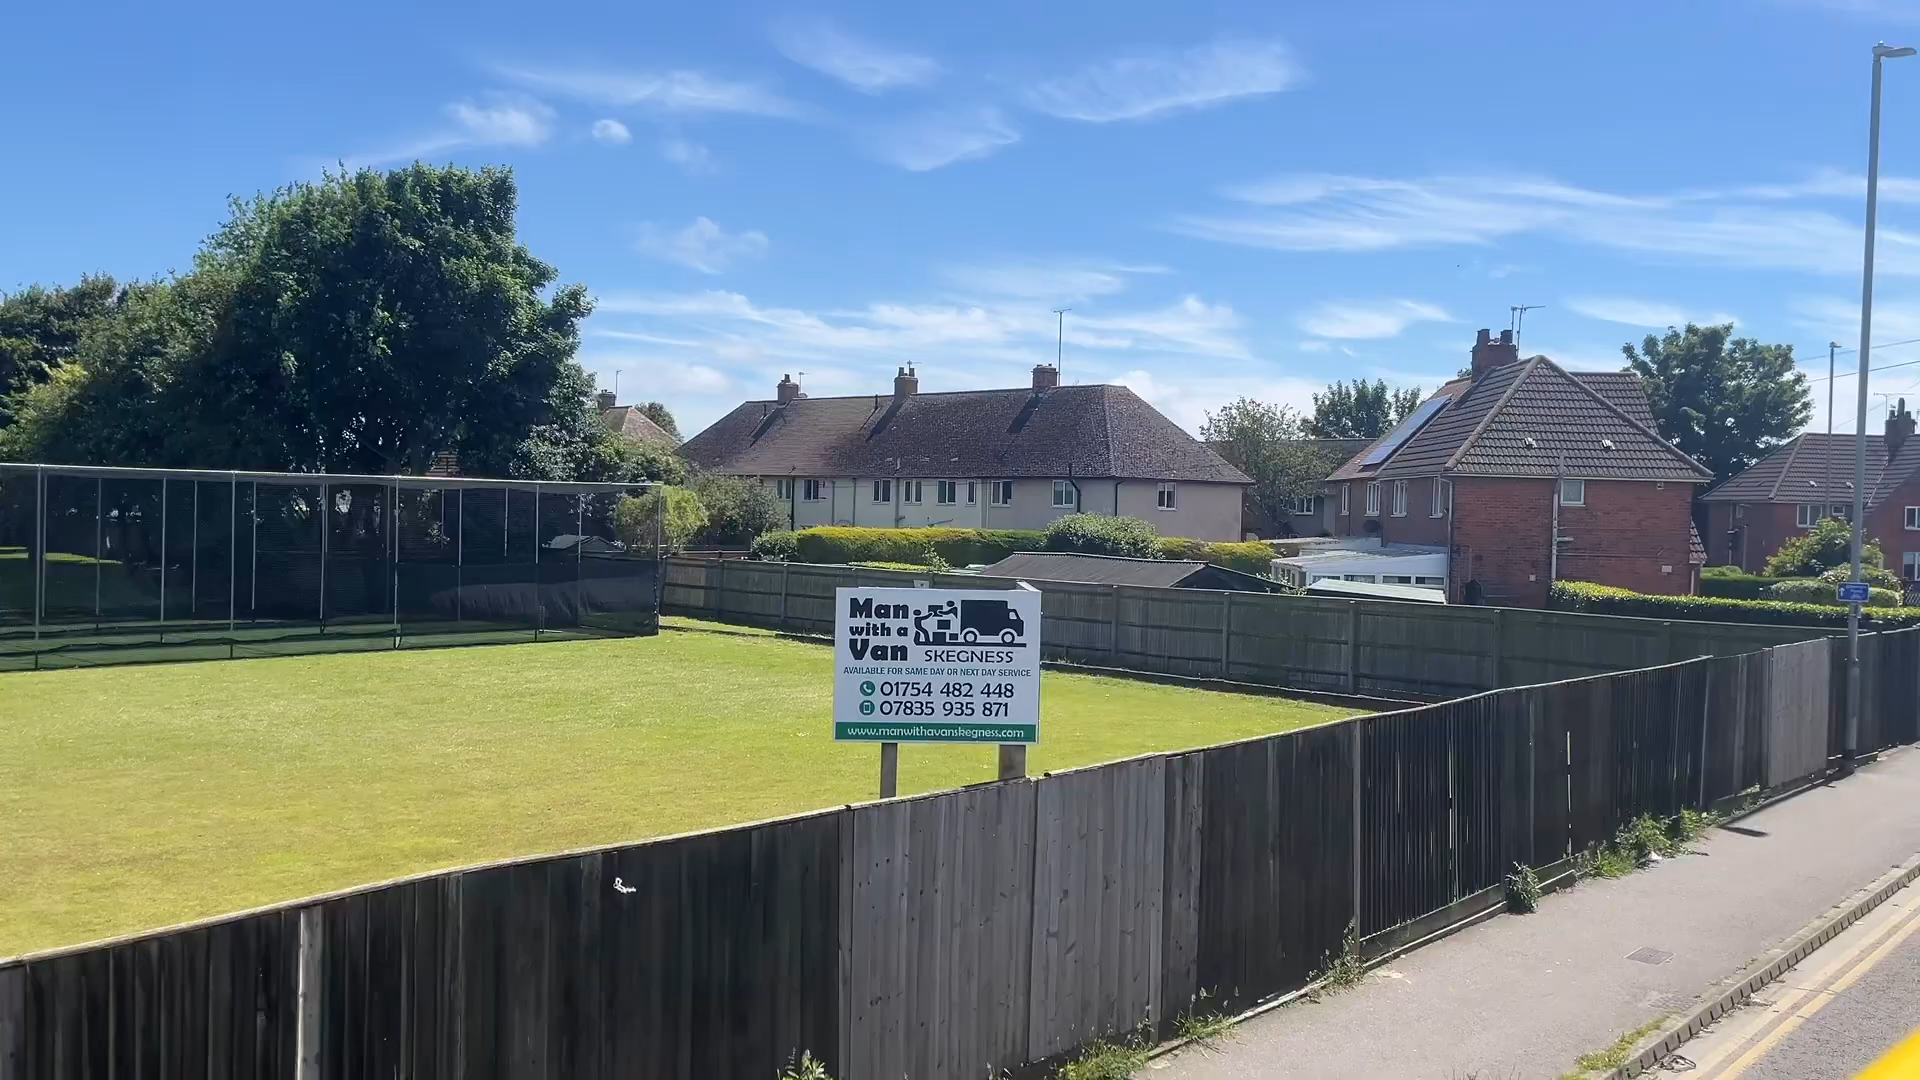 Man
with a
Van
SKEGNESS
AVAILABLE FOR SAME DAY OR NEXT DAY SERVICE
01754 482 448
07835 935 871
www.manwithavanskegness.com